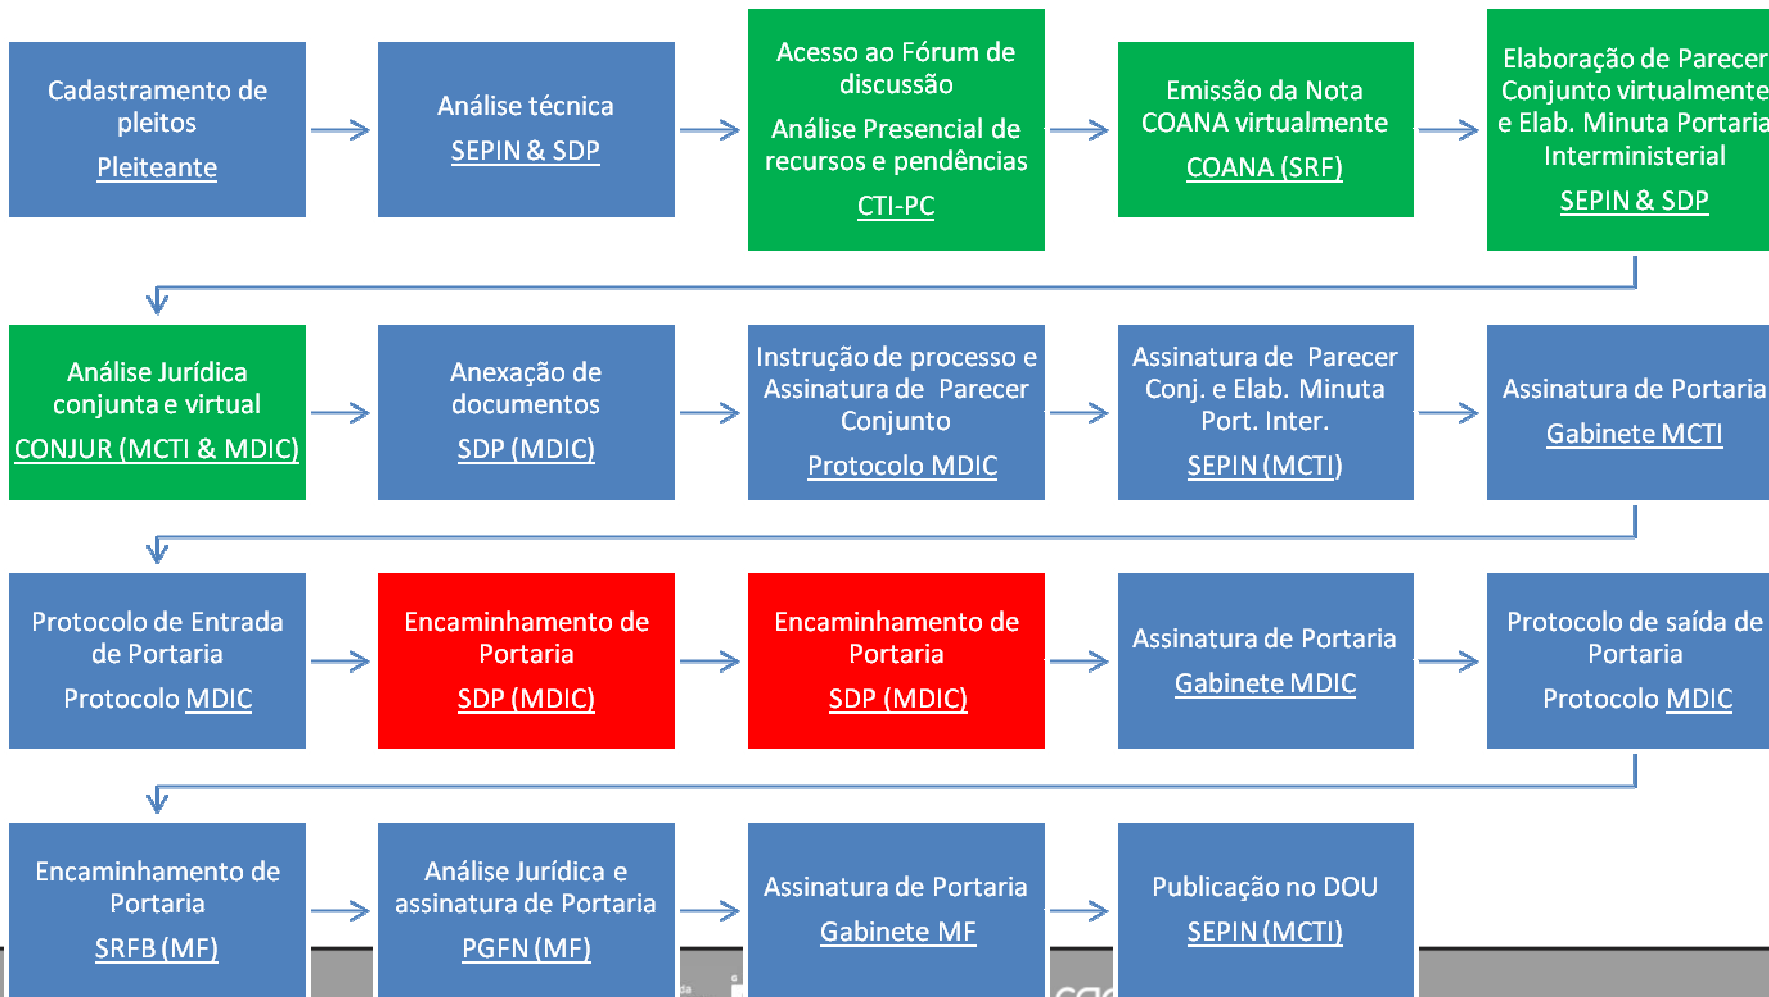 Cadastramento de
pleitos
Pleiteante
Análise técnica
SEPIN & SDP
Acesso ao Fórum de
discussão
Análise Presencial de
recursos e pendências
CTI-PC
Emissão da Nota
COANA virtualmente
COANA (SRF)
Elaboração de Parecer
Conjunto virtualmente
e Elab. Minuta Portaria
Interministerial
SEPIN & SDP
Análise Jurídica
conjunta e virtual
CONJUR (MCTI & MDIC)
Anexação de
documentos
SDP (MDIC)
Instrução de processo e
Assinatura de Parecer
Conjunto
Protocolo MDIC
Assinatura de Parecer
Conj. e Elab. Minuta
Port. Inter.
SEPIN (MCTI)
Assinatura de Portaria
Gabinete MCTI
Protocolo de Entrada
de Portaria
Protocolo MDIC
Encaminhamento de
Portaria
SDP (MDIC)
Encaminhamento de
Portaria
SDP (MDIC)
Assinatura de Portaria
Gabinete MDIC
Protocolo de saída de
Portaria
Protocolo MDIC
Encaminhamento de
Portaria
SRFB (MF)
Análise Jurídica e
assinatura de Portaria
PGFN (MF)
Assinatura de Portaria
Gabinete MF
Publicação no DOU
SEPIN (MCTI)